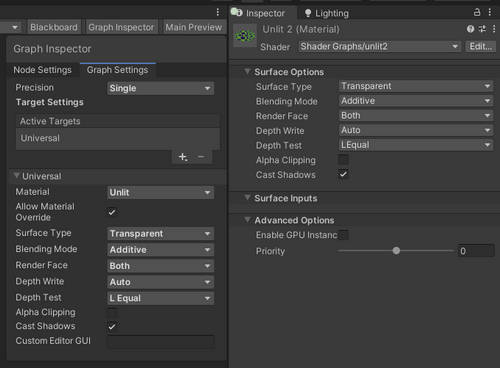 Blackboard
Graph Inspector
Main Preview
Graph Inspector
Node Settings
Graph Settings
Precision
Single
Target Settings
Active Targets
Universal
+ −
Universal
Material
Unlit
Allow Material
Override
Surface Type
Transparent
Blending Mode
Additive
Render Face
Both
Depth Write
Auto
Depth Test
L Equal
Alpha Clipping
Cast Shadows
Custom Editor GUI
Inspector
Lighting
Unlit 2 (Material)
Shader
Shader Graphs/unlit2
Edit...
Surface Options
Surface Type
Transparent
Blending Mode
Additive
Render Face
Both
Depth Write
Auto
Depth Test
LEqual
Alpha Clipping
Cast Shadows
Surface Inputs
Advanced Options
Enable GPU Instanc
Priority
0